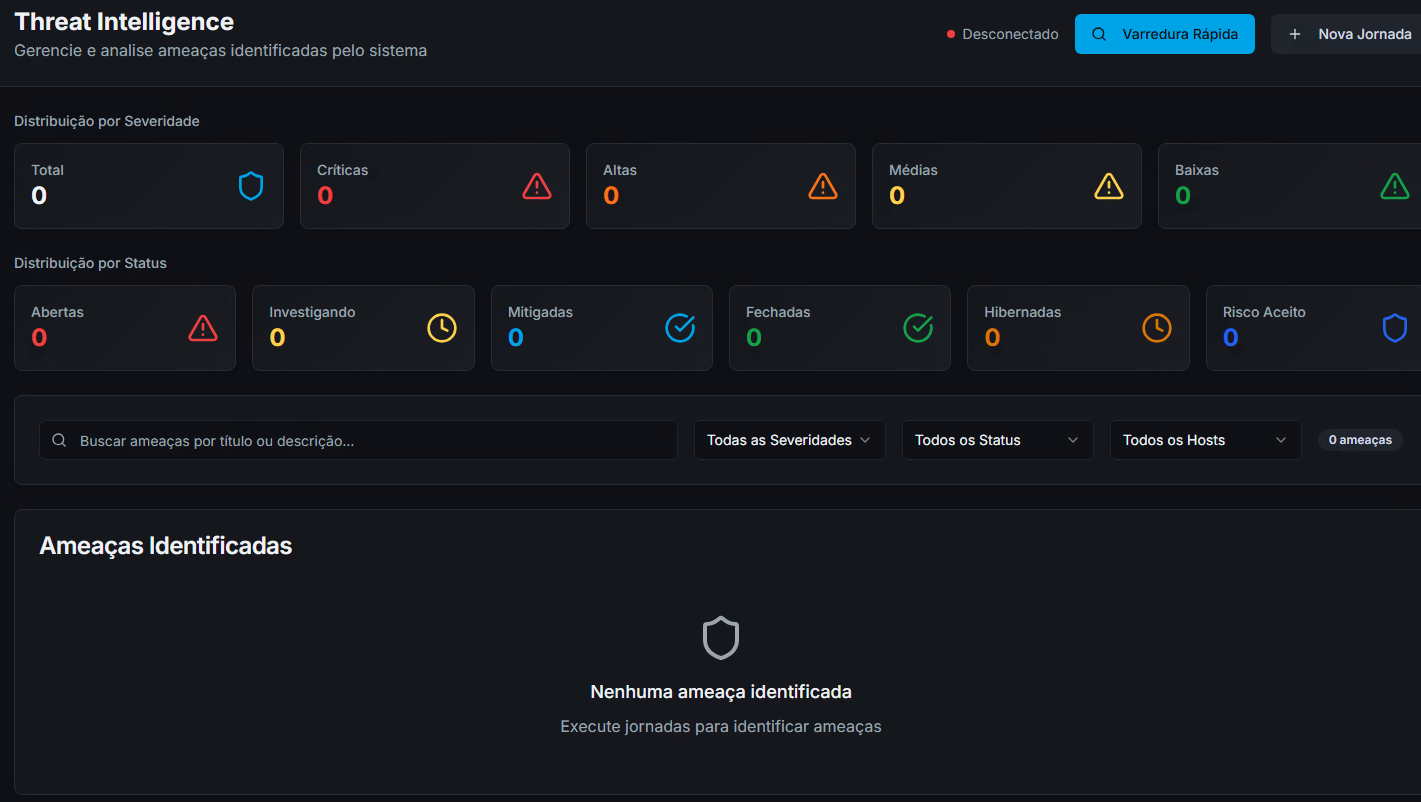 Threat Intelligence
Gerencie e analise ameaças identificadas pelo sistema
Desconectado
Varredura Rápida
Nova Jornada
Distribuição por Severidade
Total
0
Críticas
0
Altas
0
Médias
0
Baixas
0
Distribuição por Status
Abertas
0
Investigando
0
Mitigadas
0
Fechadas
0
Hibernadas
0
Risco Aceito
0
Buscar ameaças por título ou descrição...
Todas as Severidades
Todos os Status
Todos os Hosts
0 ameaças
Ameaças Identificadas
Nenhuma ameaça identificada
Execute jornadas para identificar ameaças